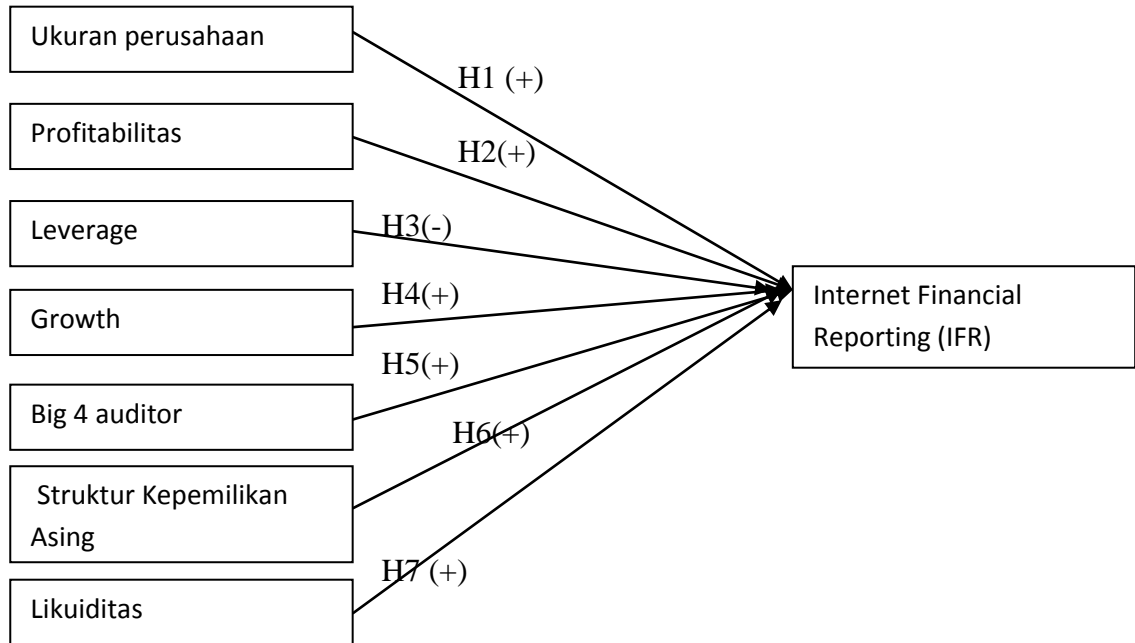 Ukuran perusahaan
H1 (+)
Profitabilitas
H2(+)
Leverage
H3(-)
Growth
H4(+)
Internet Financial
Reporting (IFR)
H5(+)
Big 4 auditor
H6(+)
Struktur Kepemilikan
Asing
H7 (+)
Likuiditas